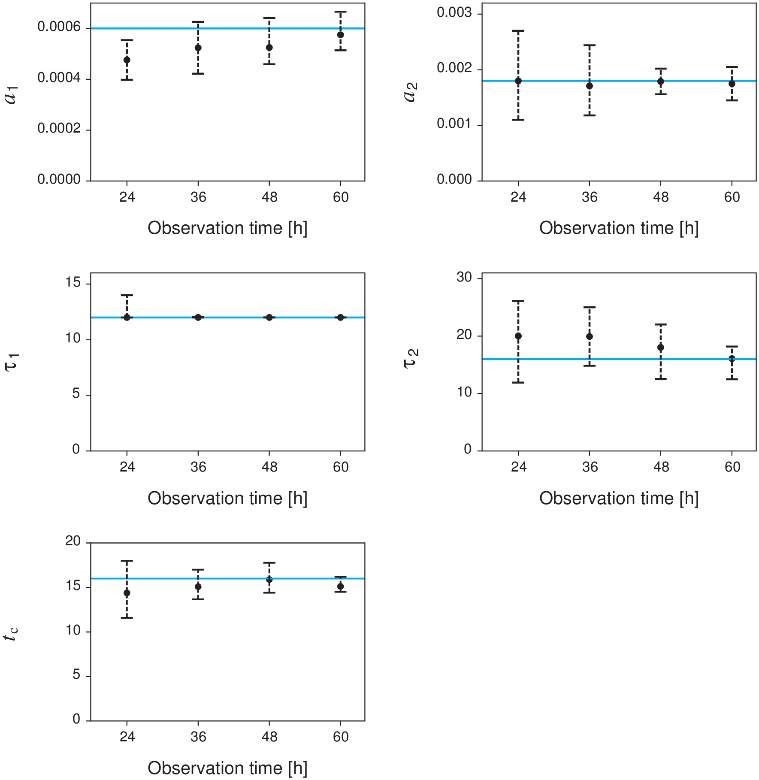 0.0006
0.0004
0.0002
0.0000
a1
24 36 48 60
Observation time [h]
0.003
0.002
0.001
0.000
a2
24 36 48 60
Observation time [h]
15
10
5
0
τ1
24 36 48 60
Observation time [h]
30
20
10
0
τ2
24 36 48 60
Observation time [h]
20
15
10
5
0
tc
24 36 48 60
Observation time [h]